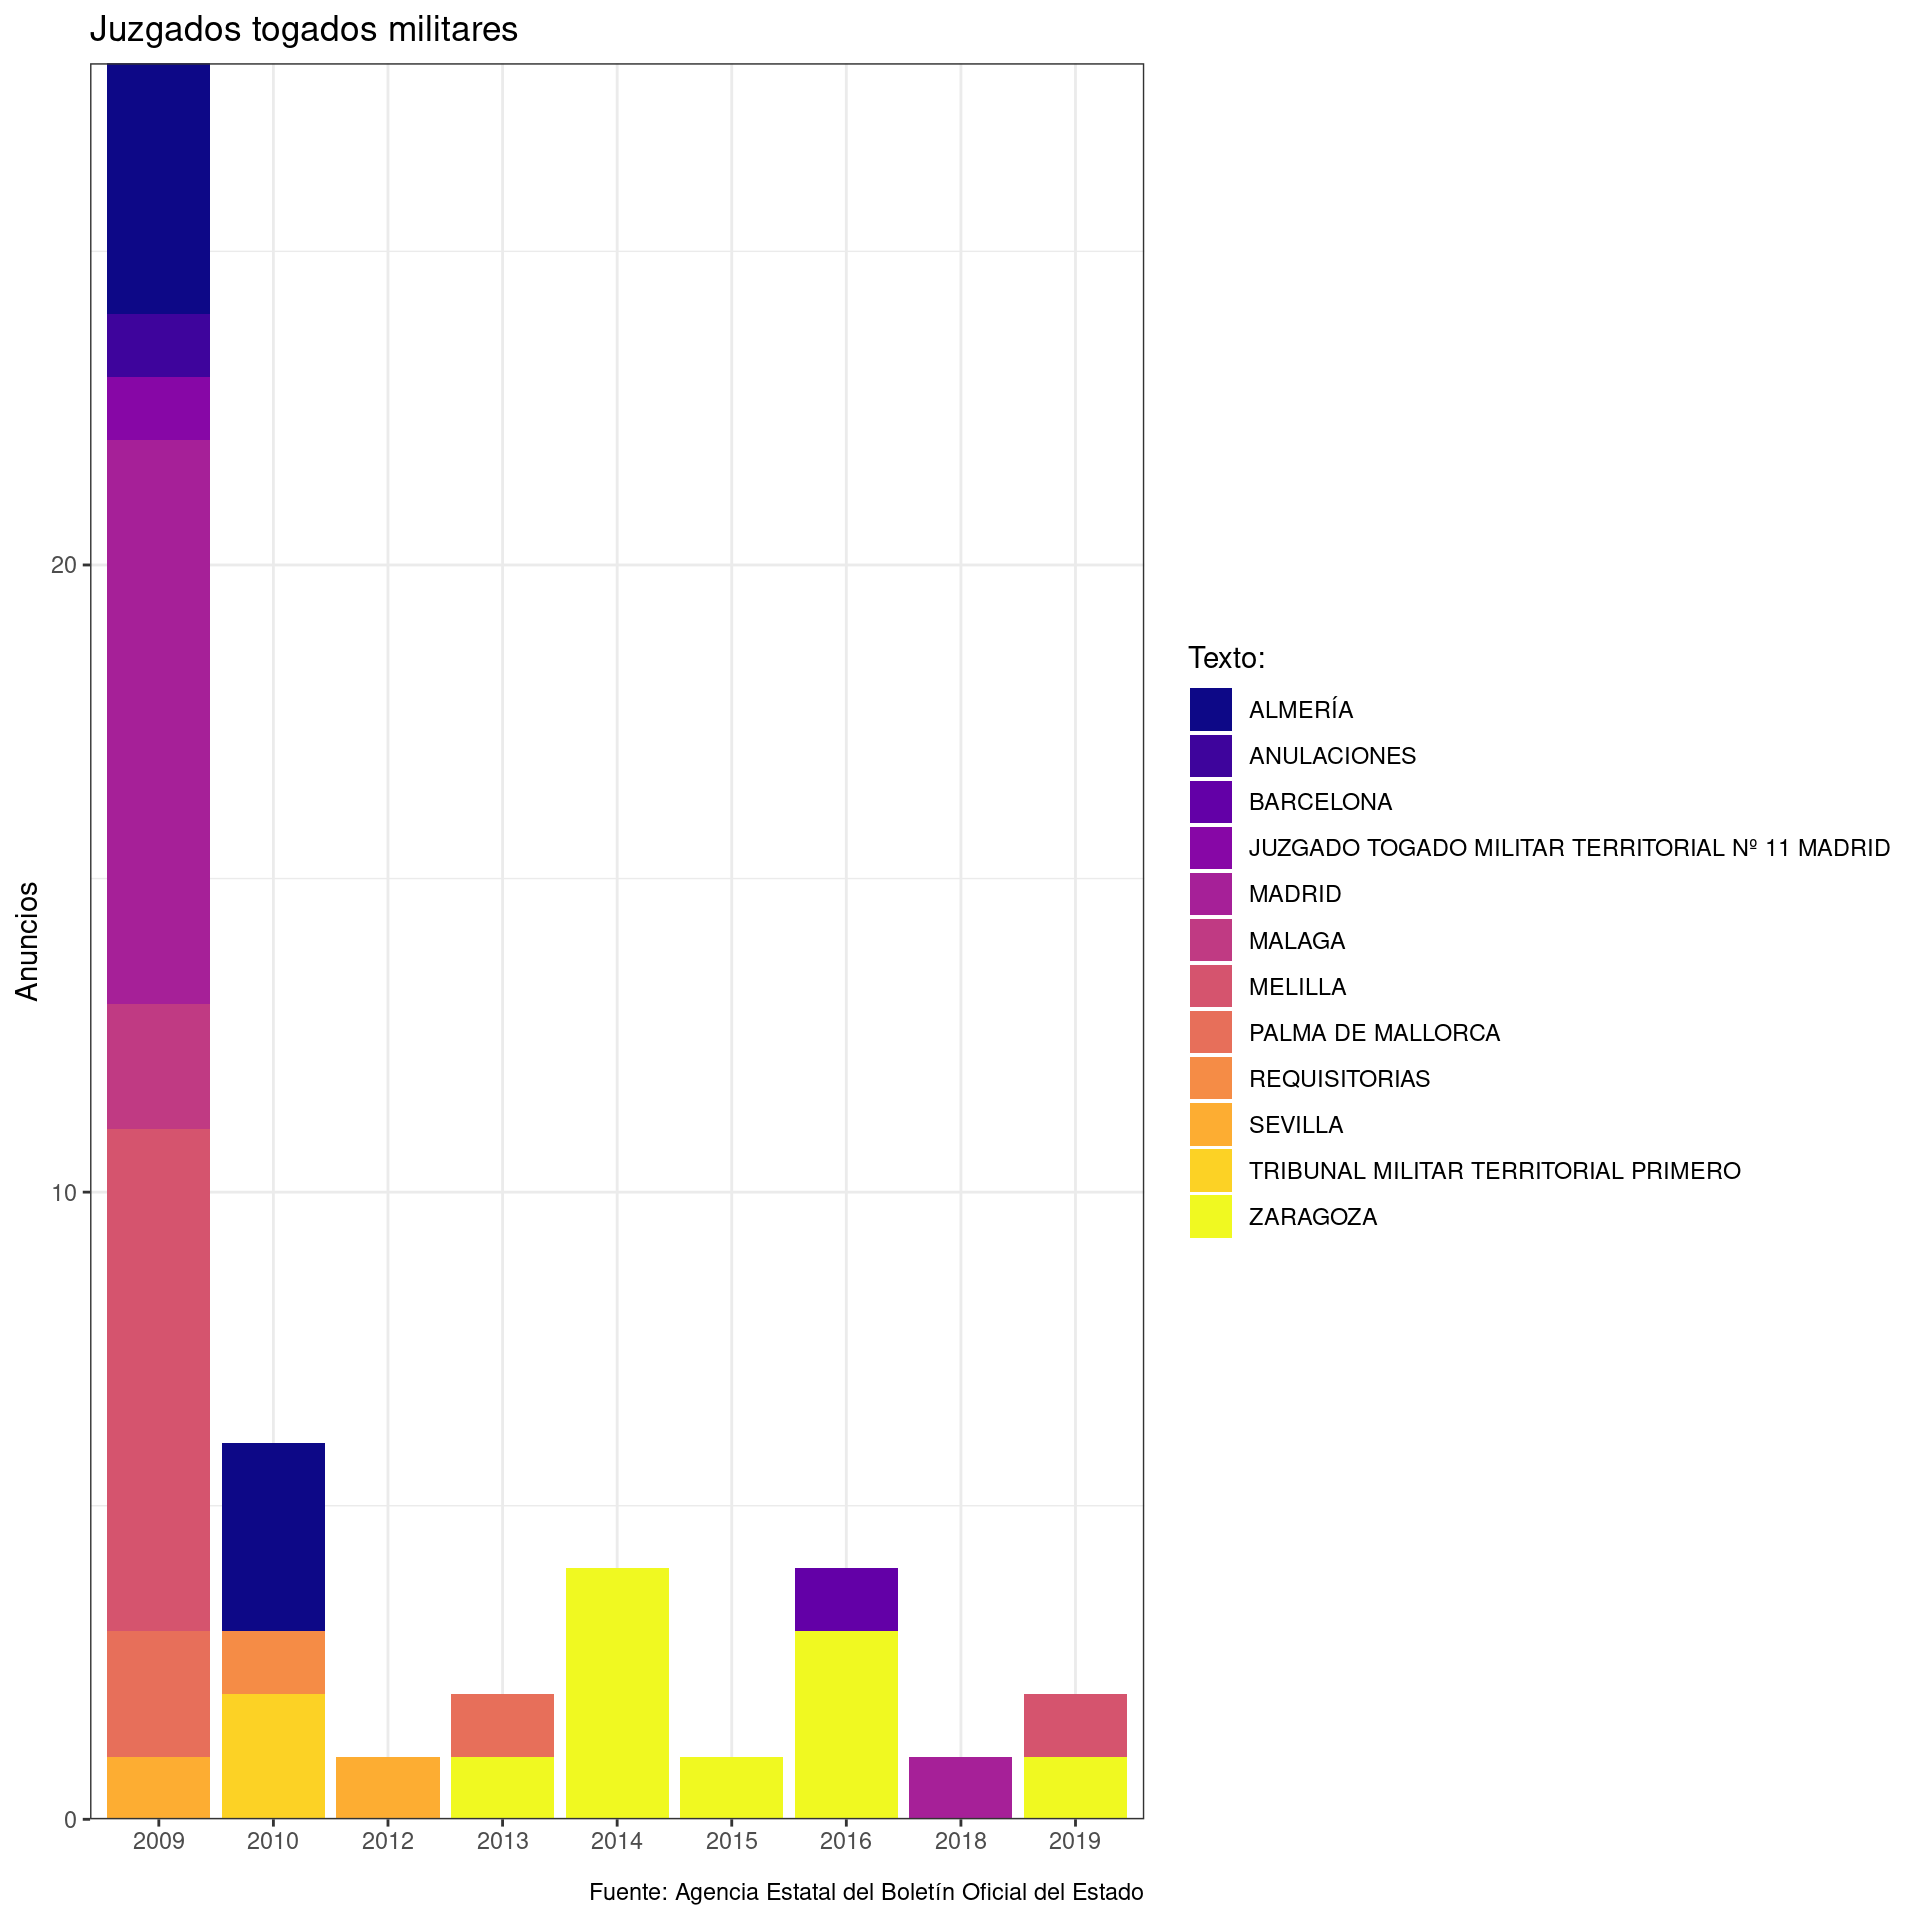 Juzgados togados militares
Anuncios
20
10
0
2009 2010 2012 2013 2014 2015 2016 2018 2019
Texto:
ALMERÍA
ANULACIONES
BARCELONA
JUZGADO TOGADO MILITAR TERRITORIAL Nº 11 MADRID
MADRID
MALAGA
MELILLA
PALMA DE MALLORCA
REQUISITORIAS
SEVILLA
TRIBUNAL MILITAR TERRITORIAL PRIMERO
ZARAGOZA
Fuente: Agencia Estatal del Boletín Oficial del Estado